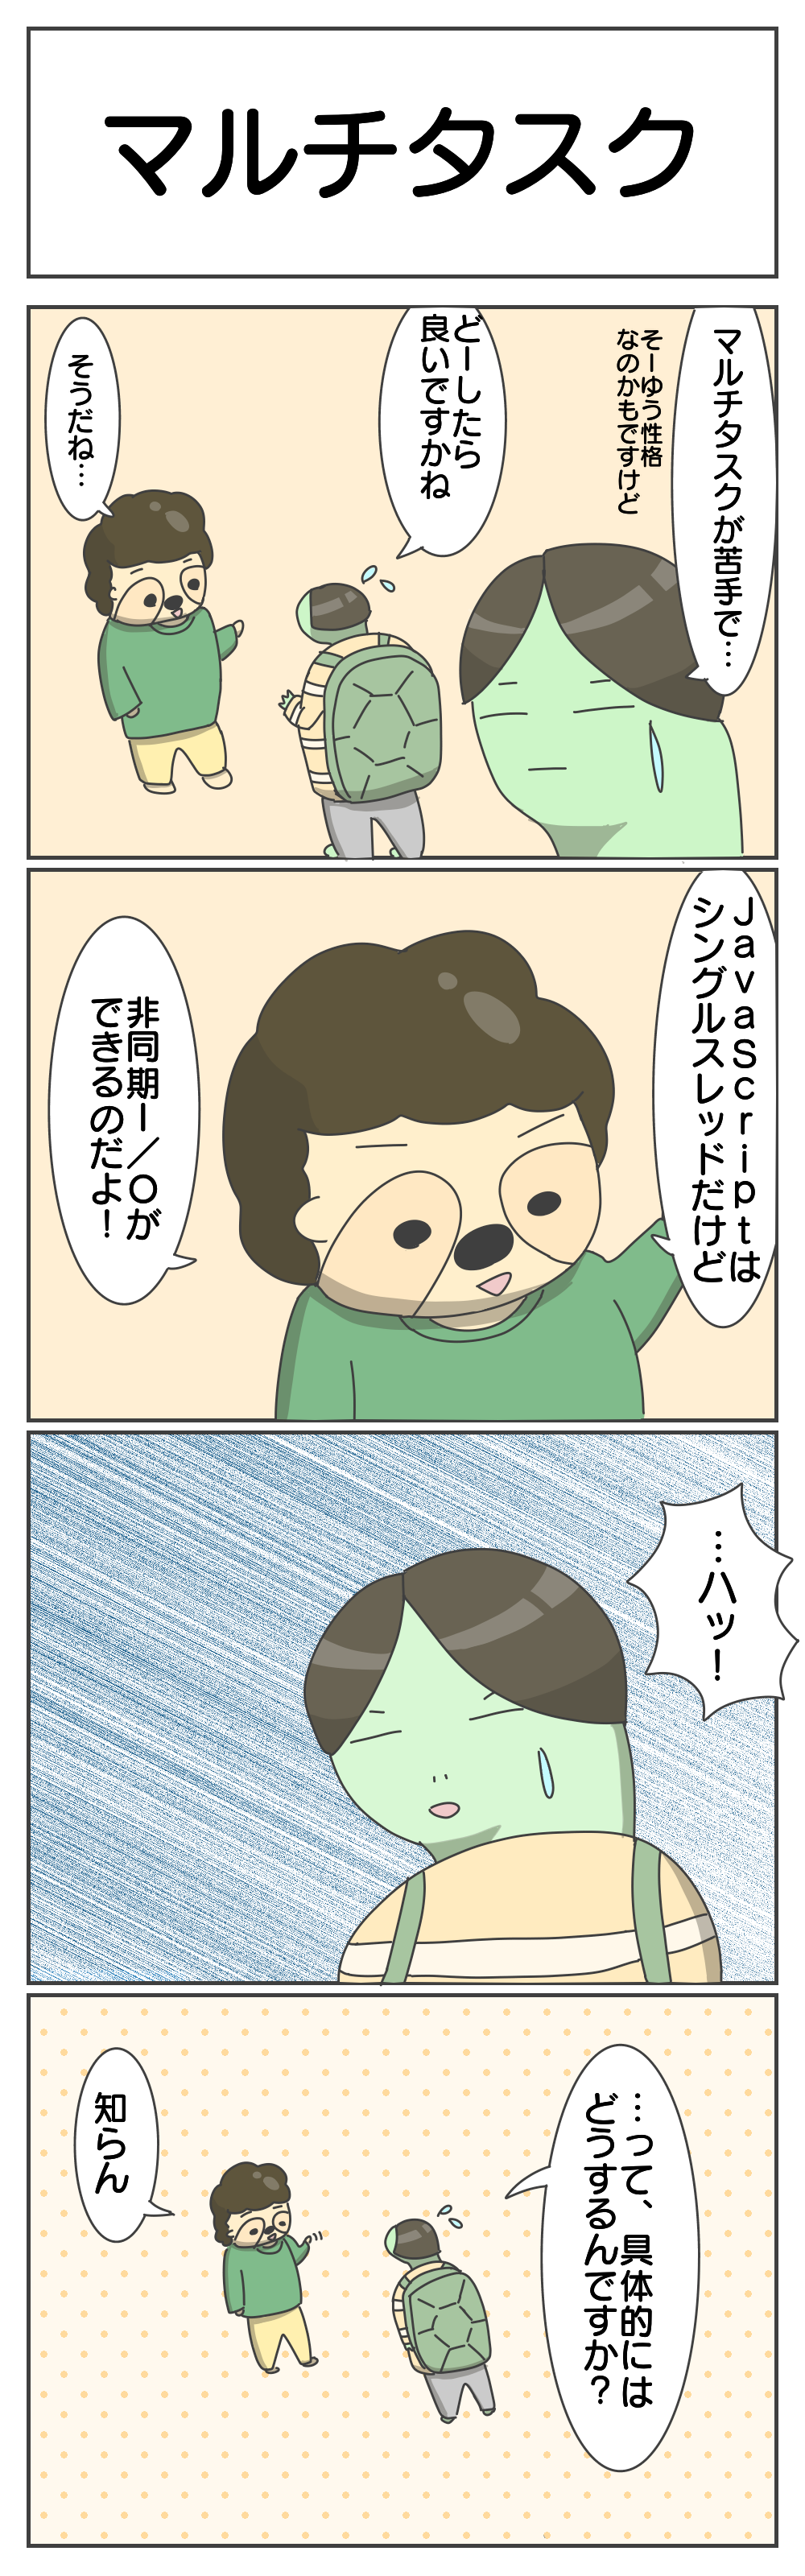 マルチタスク
マルチタスクが苦手で…
そーゆう性格
なのかもですけど
どーしたら
良いですかね
そうだね…
JavaScriptは
シングルスレッドだけど
非同期I／Oが
できるのだよ！
…ハッ！
…って、具体的には
どうするんですか？
知らん